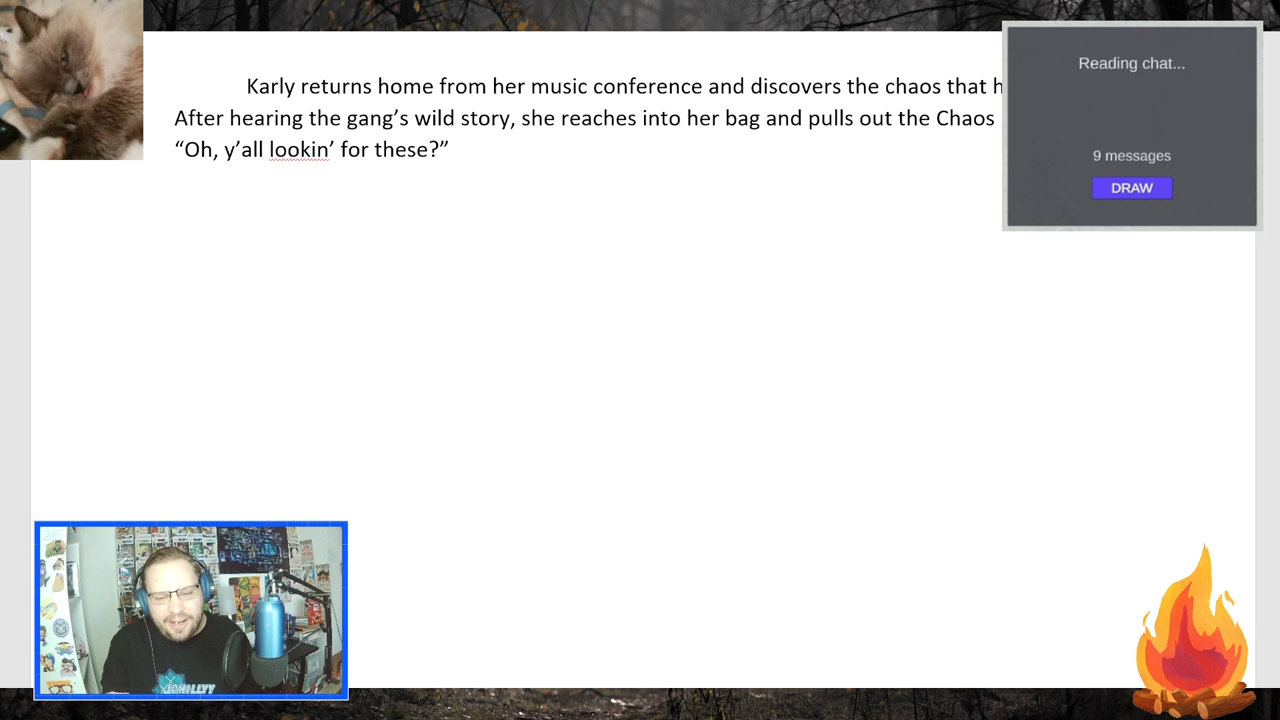 Karly returns home from her music conference and discovers the chaos that h
After hearing the gang’s wild story, she reaches into her bag and pulls out the Chaos
“Oh, y’all lookin’ for these?”
Reading chat...
9 messages
DRAW
CHILLYY